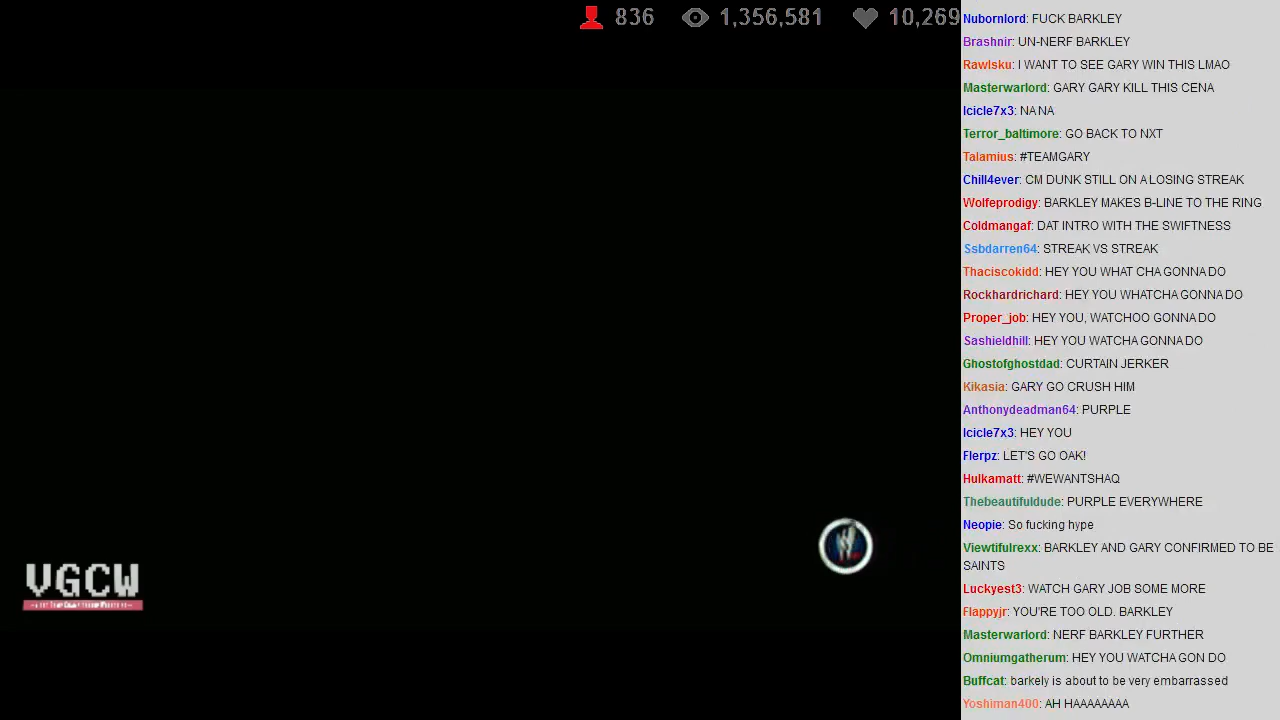 836 1,356,581 10,269
Nubornlord: FUCK BARKLEY
Brashnir: UN-NERF BARKLEY
Rawlsku: I WANT TO SEE GARY WIN THIS LMAO
Masterwarlord: GARY GARY KILL THIS CENA
Icicle7x3: NA NA
Terror_baltimore: GO BACK TO NXT
Talamius: #TEAMGARY
Chill4ever: CM DUNK STILL ON A LOSING STREAK
Wolfeprodigy: BARKLEY MAKES B-LINE TO THE RING
Coldmangaf: DAT INTRO WITH THE SWIFTNESS
Ssbdarren64: STREAK VS STREAK
Thaciscokidd: HEY YOU WHAT CHA GONNA DO
Rockhardrichard: HEY YOU WHATCHA GONNA DO
Proper_job: HEY YOU, WATCHOO GONNA DO
Sashieldhill: HEY YOU WATCHA GONNA DO
Ghostofghostdad: CURTAIN JERKER
Kikasia: GARY GO CRUSH HIM
Anthonydeadman64: PURPLE
Icicle7x3: HEY YOU
Flerpz: LET'S GO OAK!
Hulkamatt: #WEWANTSHAQ
Thebeautifuldude: PURPLE EVERYWHERE
Neopie: So fucking hype
Viewtifulrexx: BARKLEY AND GARY CONFIRMED TO BE
SAINTS
Luckyest3: WATCH GARY JOB SOME MORE
Flappyjr: YOU'RE TOO OLD. BARKLEY
Masterwarlord: NERF BARKLEY FURTHER
Omniumgatherum: HEY YOU WATCHA GON DO
Buffcat: barkely is about to be very embarrassed
Yoshiman400: AH HAAAAAAAA
VGCW